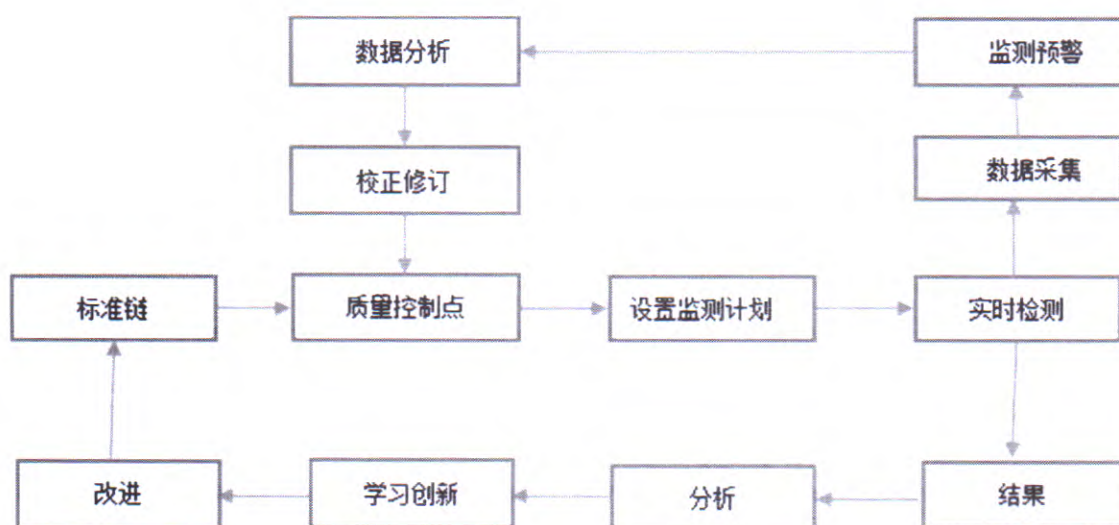 数据分析
监测预警
校正修订
数据采集
标准链
质量控制点
设置监测计划
实时检测
改进
学习创新
分析
结果